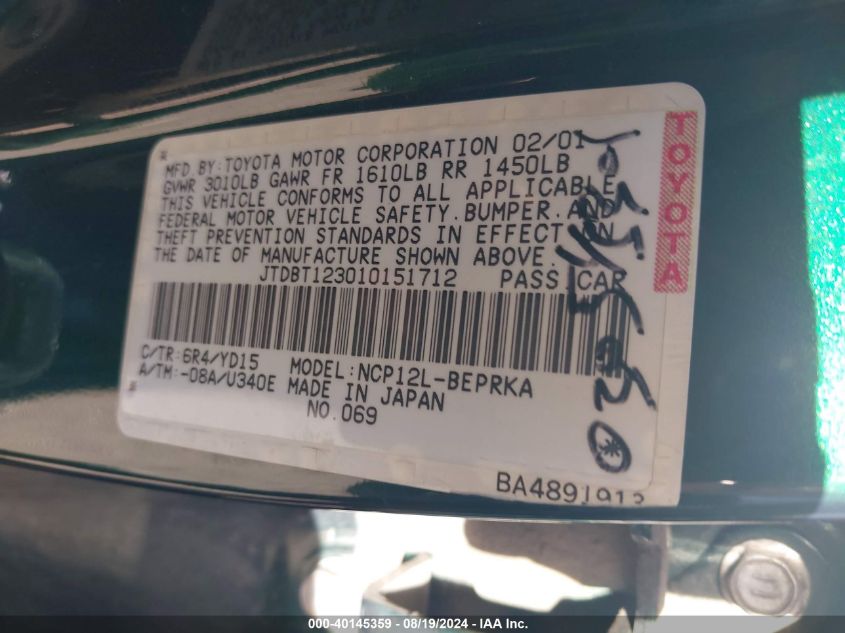 MFD BY:TOYOTA MOTOR CORPORATION 02/01
GVWR 3010LB GAWR FR 1610LB RR 1450LB
THIS VEHICLE CONFORMS TO ALL APPLICABLE
FEDERAL MOTOR VEHICLE SAFETY.BUMPER.AND
THEFT PREVENTION STANDARDS IN EFFECT ON
THE DATE OF MANUFACTURE SHOWN ABOVE.
JTDBT123010151712 PASS CAR
C/TR:6R4/YD15 MODEL:NCP12L-BEPRKA
A/TM:-08A/U340E MADE IN JAPAN
NO.069
BA4891913
TOYOTA
000-40145359 - 08/19/2024 - IAA Inc.